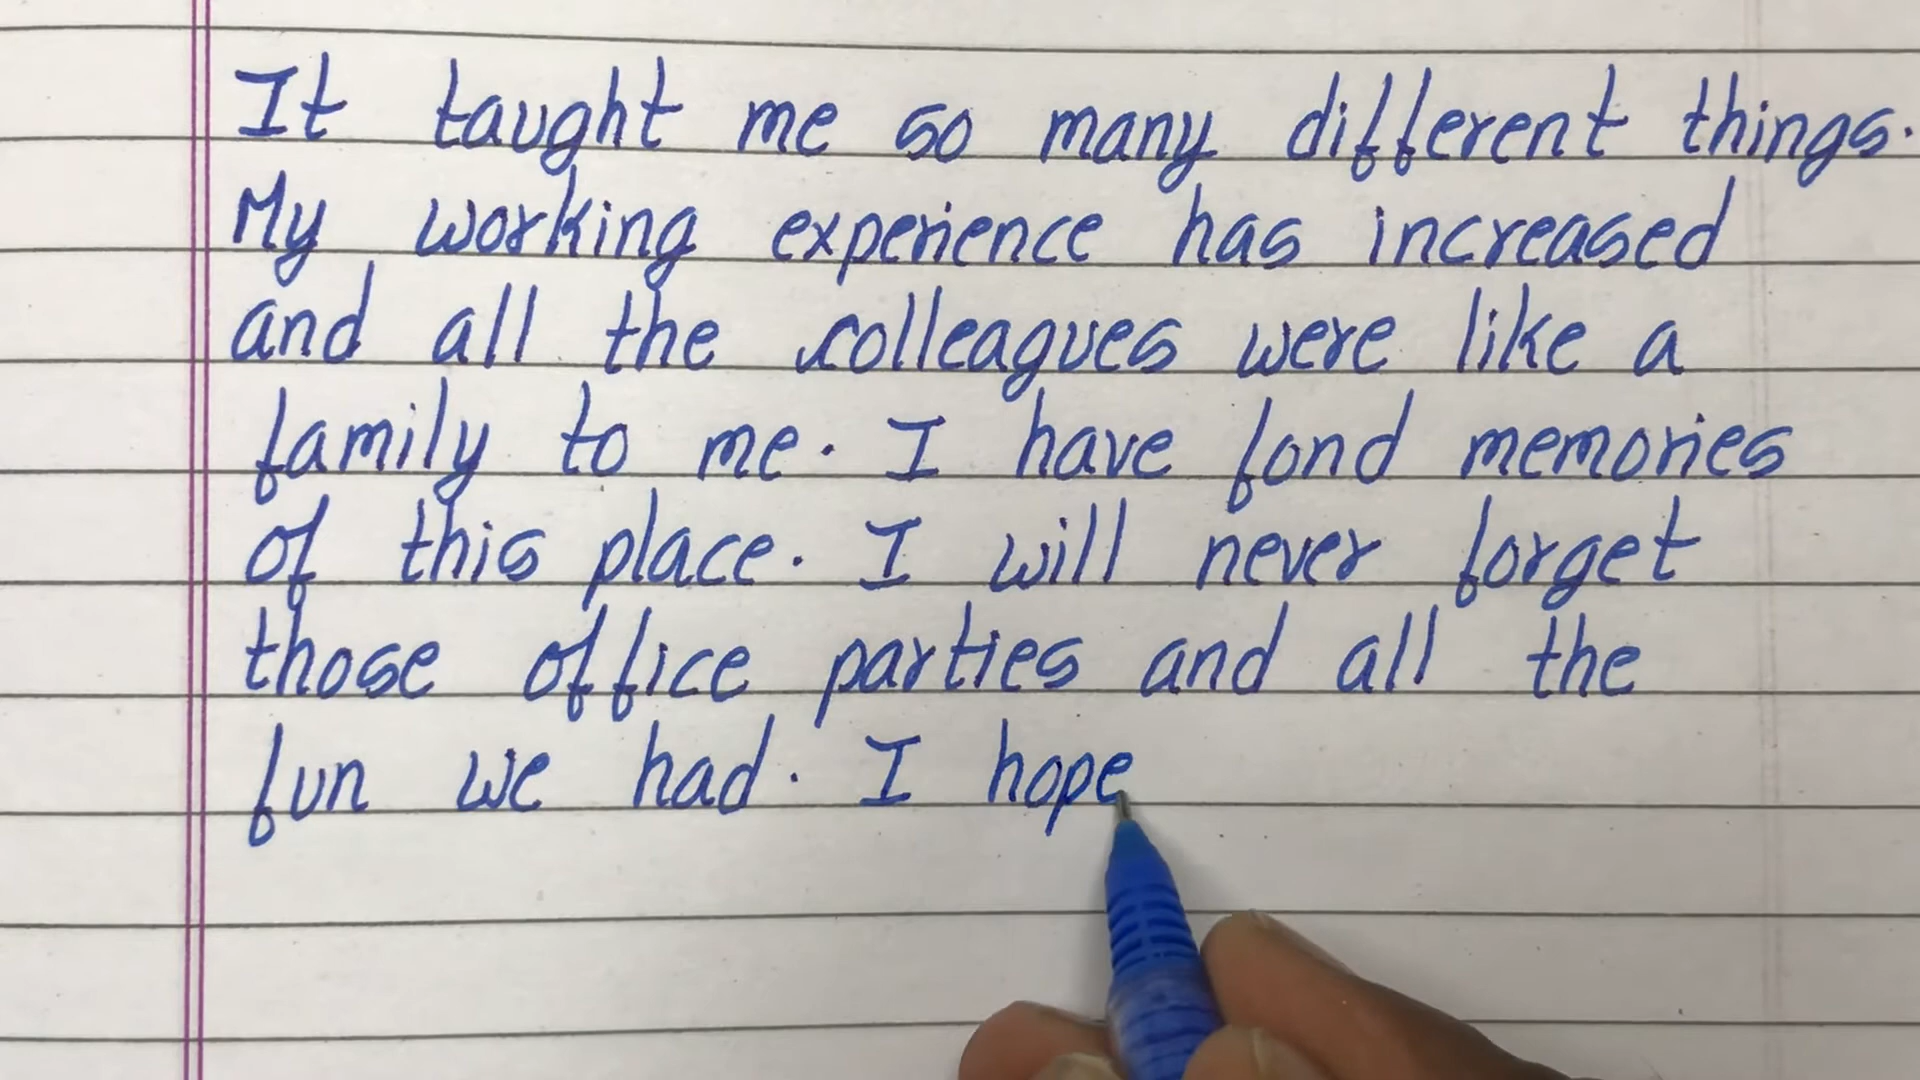 It taught me so many different things.
My working experience has increased
and all the colleagues were like a
family to me. I have fond memories
of this place. I will never forget
those office parties and all the
fun we had. I hope